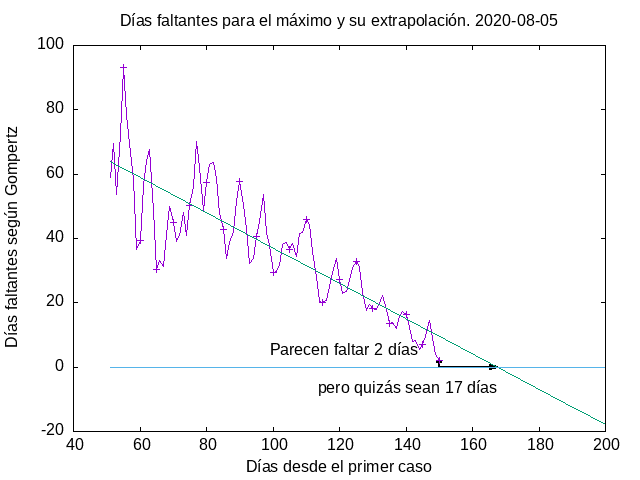 Días faltantes para el máximo y su extrapolación. 2020-08-05
100
80
60
40
20
0
-20
Días faltantes según Gompertz
Parecen faltar 2 días
pero quizás sean 17 días
40 60 80 100 120 140 160 180 200
Días desde el primer caso